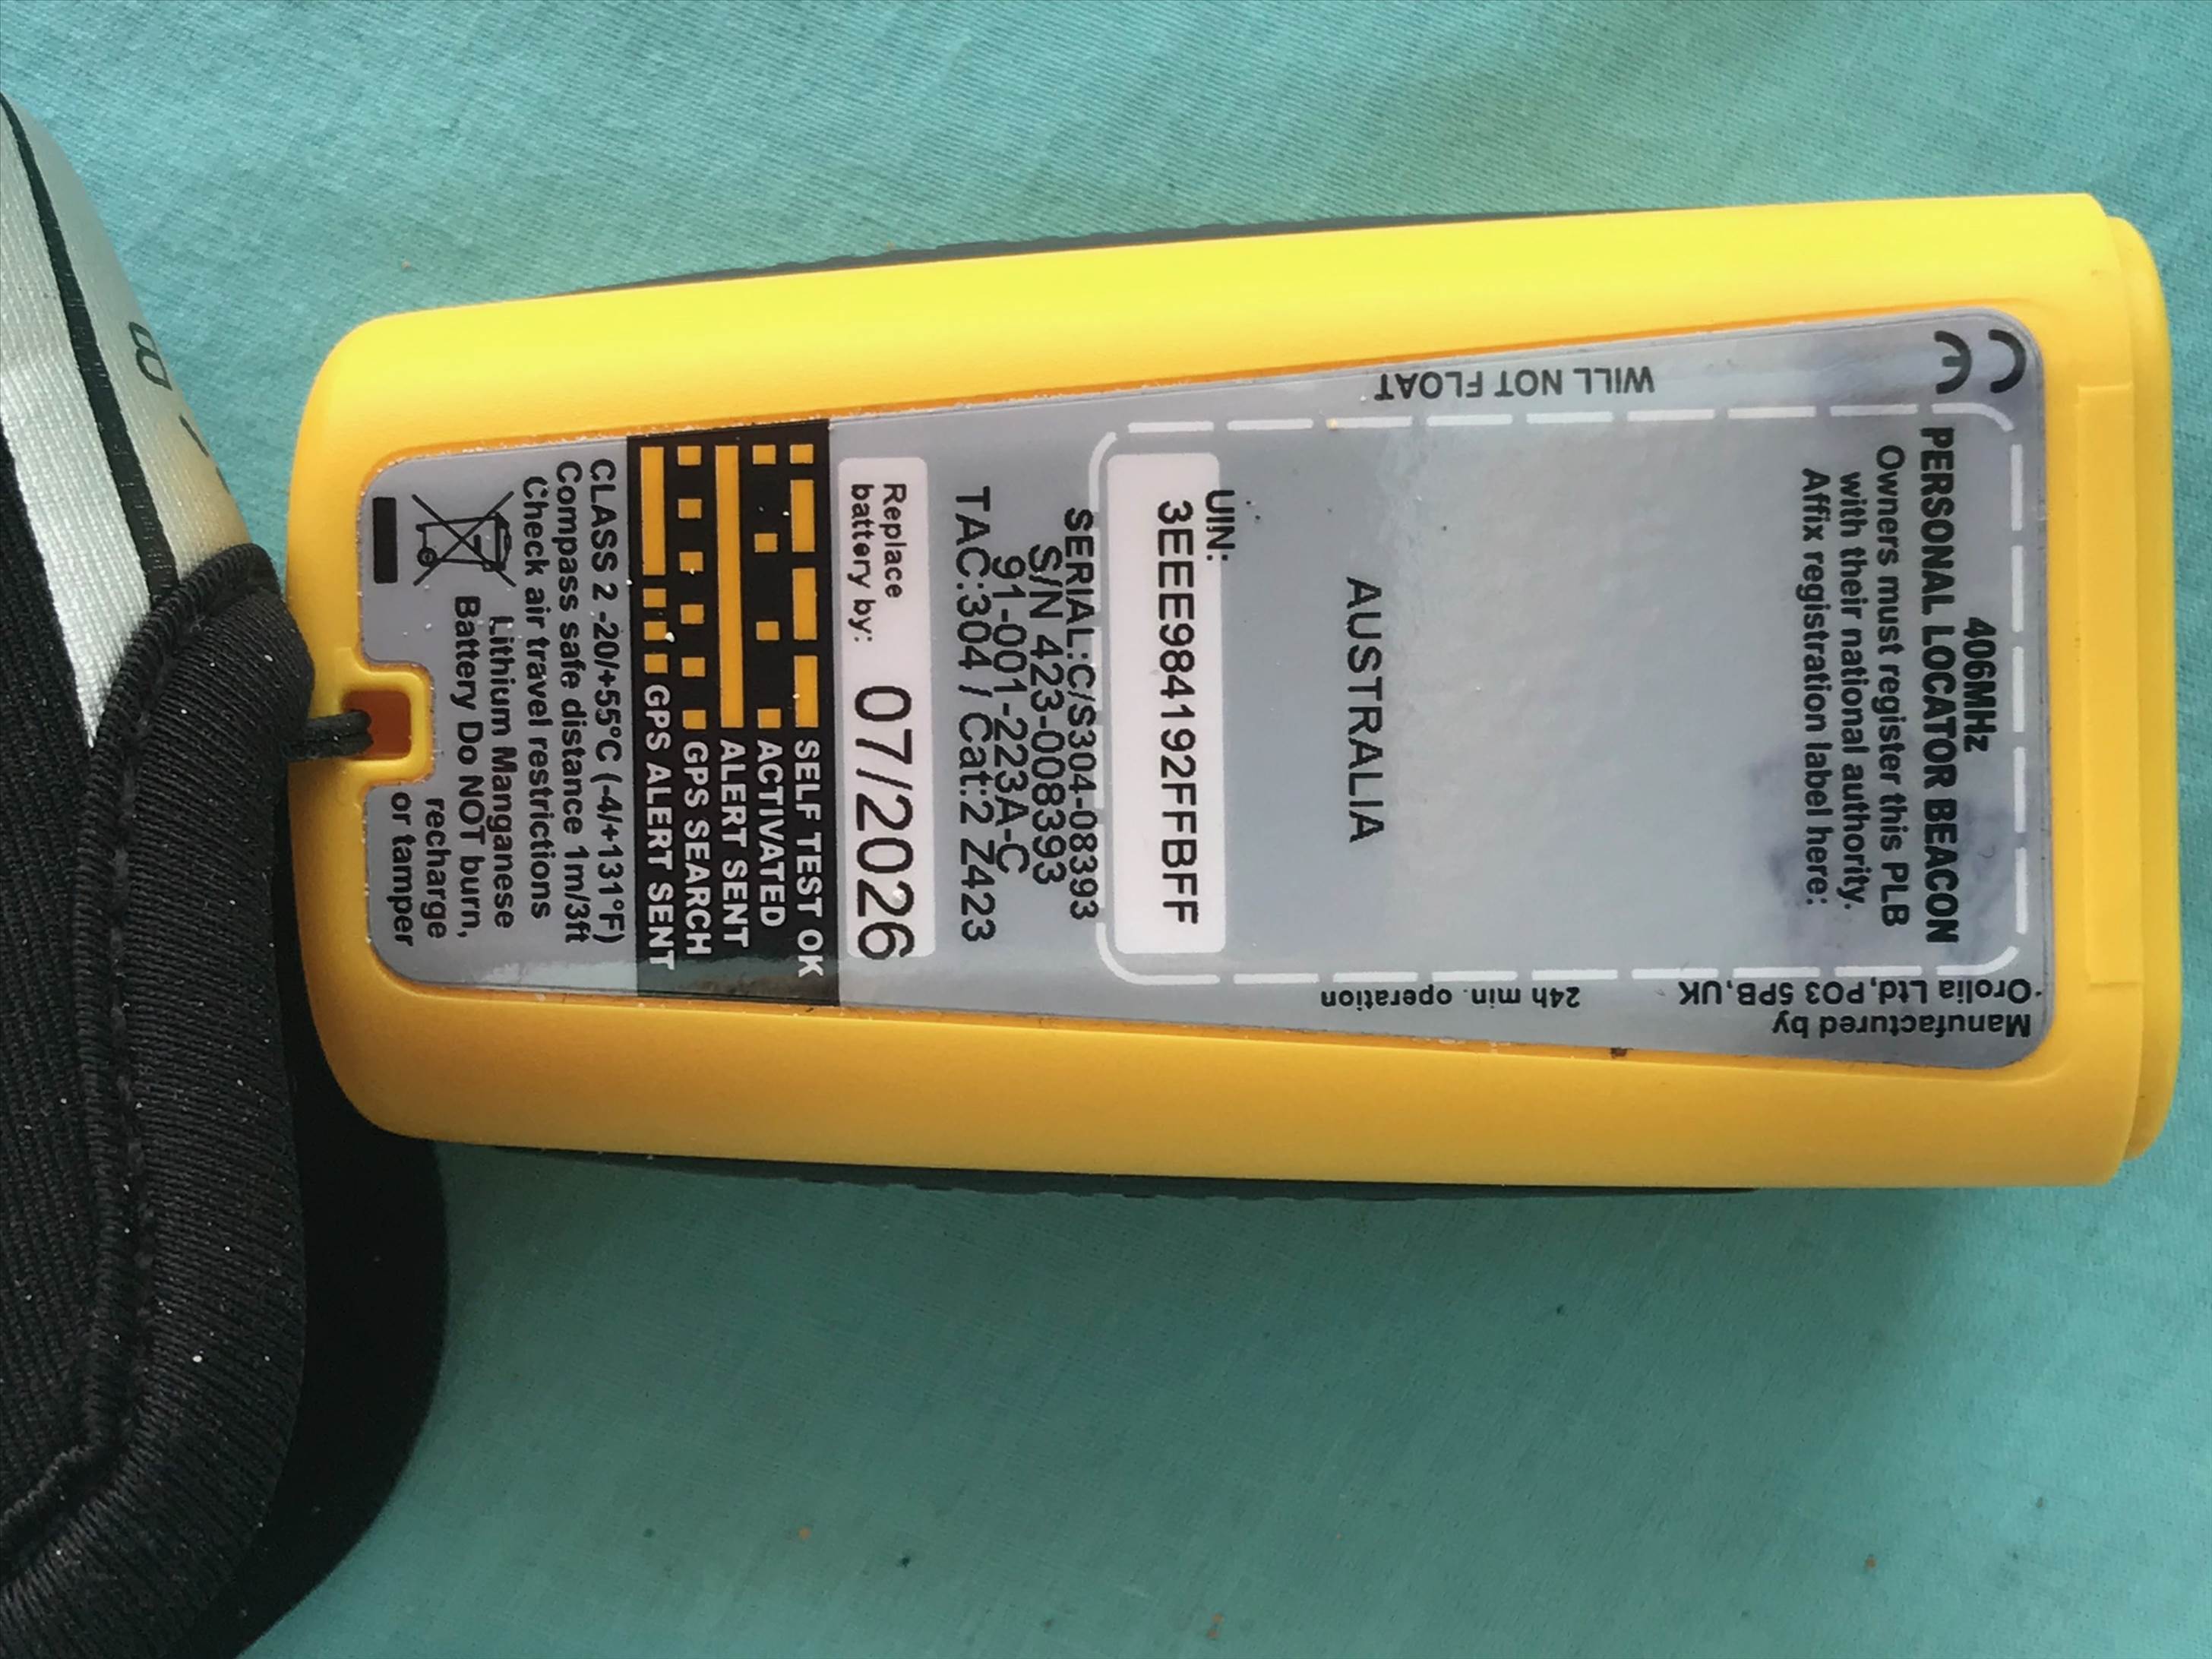 CE
406MHz
PERSONAL LOCATOR BEACON
Owners must register this PLB
with their national authority.
Affix registration label here:
AUSTRALIA
UIN:
3EEE9984192FFBFF
SERIAL:C/S304-08393
S/N 423-008393
91-001-223A-C
TAC:304 / Cat:2 Z423
Replace
battery by: 07/2026
SELF TEST OK
ACTIVATED
ALERT SENT
GPS SEARCH
GPS ALERT SENT
CLASS 2 -20/+55°C (-4/+131°F)
Compass safe distance 1m/3ft
Check air travel restrictions
Lithium Manganese
Battery Do NOT burn,
recharge
or tamper
WILL NOT FLOAT
Manufactured by
Orolia Ltd,PO3 5PB,UK
24h min. operation